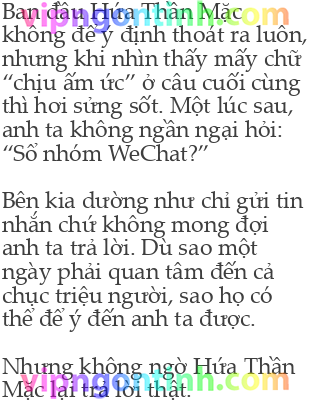 Ban đầu Hứa Thần Mặc
không để ý định thoát ra luôn,
nhưng khi nhìn thấy mấy chữ
“chịu ấm ức” ở câu cuối cùng
thì hơi sửng sốt. Một lúc sau,
anh ta không ngần ngại hỏi:
“Sổ nhóm WeChat?”
Bên kia dường như chỉ gửi tin
nhắn chứ không mong đợi
anh ta trả lời. Dù sao một
ngày phải quan tâm đến cả
chục triệu người, sao họ có
thể để ý đến anh ta được.
Nhưng không ngờ Hứa Thần
Mặc lại trả lời thật.
vipngontinh.com
vipngontinh.com